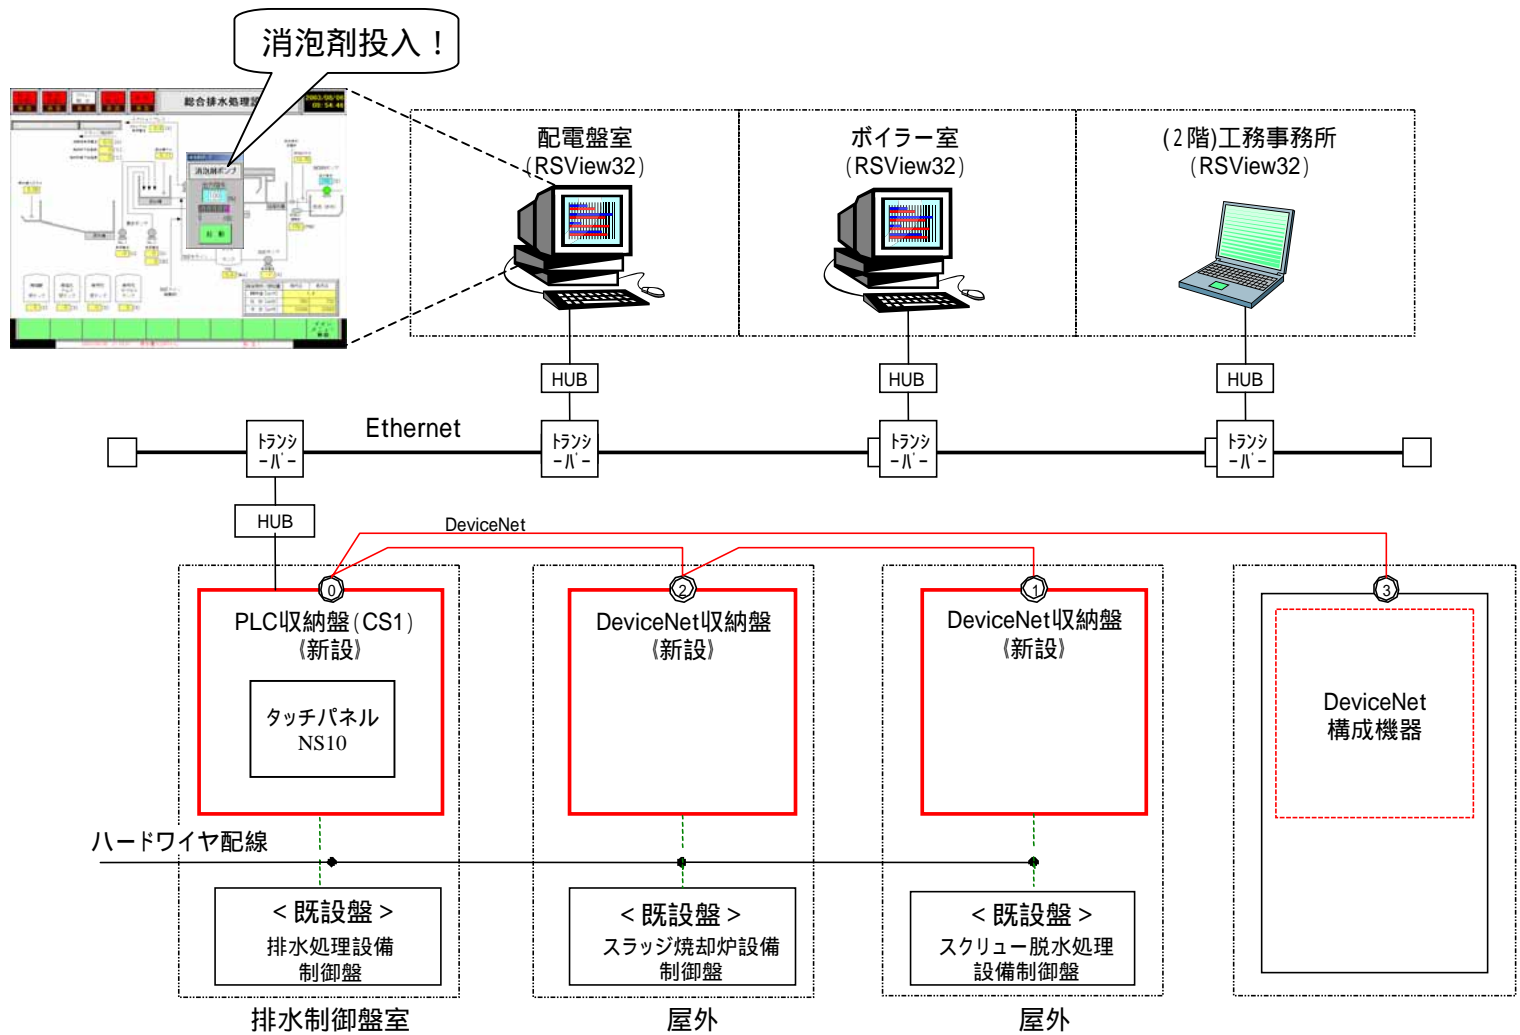 消泡剤投入！
総合排水処理設
消泡剤ポンプ
起 動
配電盤室
(RSView32)
ボイラー室
(RSView32)
(2階)工務事務所
(RSView32)
HUB
HUB
HUB
Ethernet
トランシ
ーバー
トランシ
ーバー
トランシ
ーバー
トランシ
ーバー
HUB
DeviceNet
0
2
1
3
PLC収納盤(CS1)
《新設》
DeviceNet収納盤
《新設》
DeviceNet収納盤
《新設》
タッチパネル
NS10
DeviceNet
構成機器
ハードワイヤ配線
＜既設盤＞
排水処理設備
制御盤
＜既設盤＞
スラッジ焼却炉設備
制御盤
＜既設盤＞
スクリュー脱水処理
設備制御盤
排水制御盤室
屋外
屋外